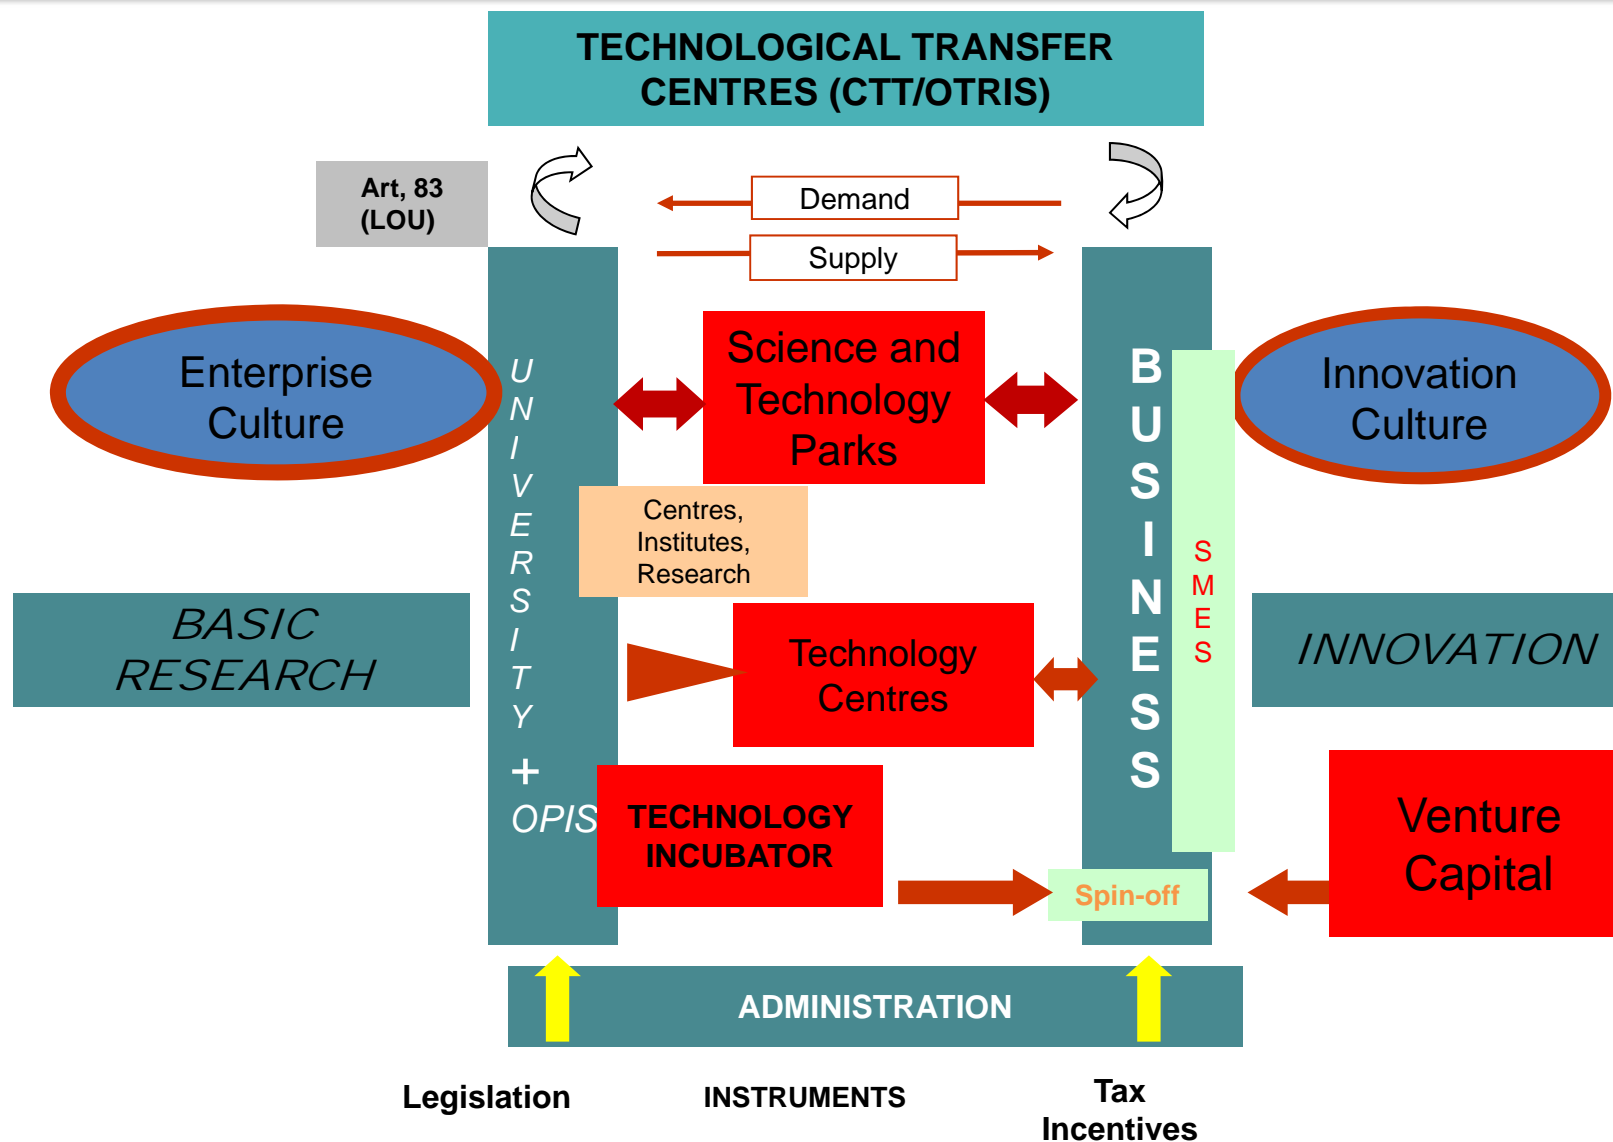 TECHNOLOGICAL TRANSFER
CENTRES (CTT/OTRIS)
Art, 83
(LOU)
Demand
Supply
Enterprise
Culture
UNIVERSITY
+
OPIS
Science and
Technology
Parks
BUSINESS
SMES
Innovation
Culture
Centres,
Institutes,
Research
BASIC
RESEARCH
Technology
Centres
INNOVATION
TECHNOLOGY
INCUBATOR
Spin-off
Venture
Capital
ADMINISTRATION
Legislation
INSTRUMENTS
Tax
Incentives